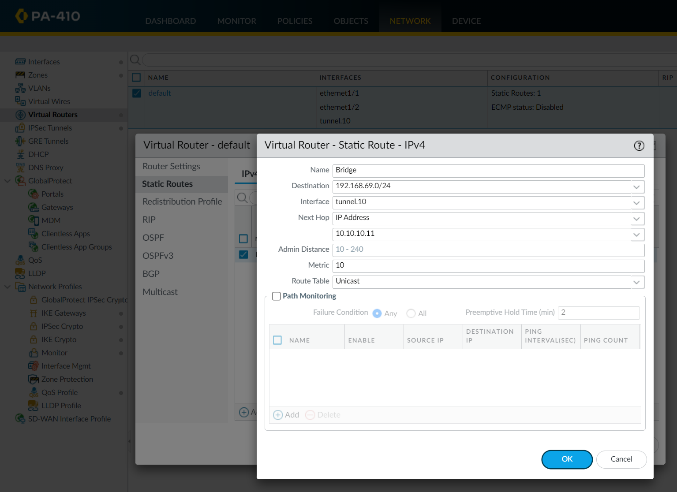 PA-410
DASHBOARD MONITOR POLICIES OBJECTS NETWORK DEVICE
Interfaces
Zones
VLANs
Virtual Wires
Virtual Routers
IPSec Tunnels
GRE Tunnels
DHCP
DNS Proxy
GlobalProtect
Portals
Gateways
MDM
Clientless Apps
Clientless App Groups
QoS
LLDP
Network Profiles
GlobalProtect IPSec Crypto
IKE Gateways
IPSec Crypto
IKE Crypto
Monitor
Interface Mgmt
Zone Protection
QoS Profile
LLDP Profile
SD-WAN Interface Profile
NAME INTERFACES CONFIGURATION RIP
default ethernet1/1 Static Routes: 1
ethernet1/2 ECMP status: Disabled
tunnel.10
Virtual Router - default
Router Settings
Static Routes
Redistribution Profile
RIP
OSPF
OSPFv3
BGP
Multicast
IPv
Virtual Router - Static Route - IPv4
Name Bridge
Destination 192.168.69.0/24
Interface tunnel.10
Next Hop IP Address
10.10.10.11
Admin Distance 10 - 240
Metric 10
Route Table Unicast
Path Monitoring
Failure Condition Any All Preemptive Hold Time (min) 2
NAME ENABLE SOURCE IP DESTINATION IP PING INTERVAL(SEC) PING COUNT
Add Delete
OK Cancel